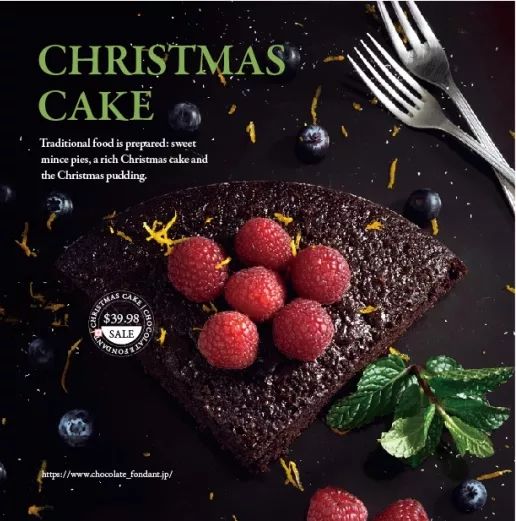 CHRISTMAS
CAKE
Traditional food is prepared: sweet
mince pies, a rich Christmas cake and
the Christmas pudding.
CHRISTMAS CAKE | CHOCOLATE FONDAN
$39.98
SALE
https://www.chocolate_fondant.jp/